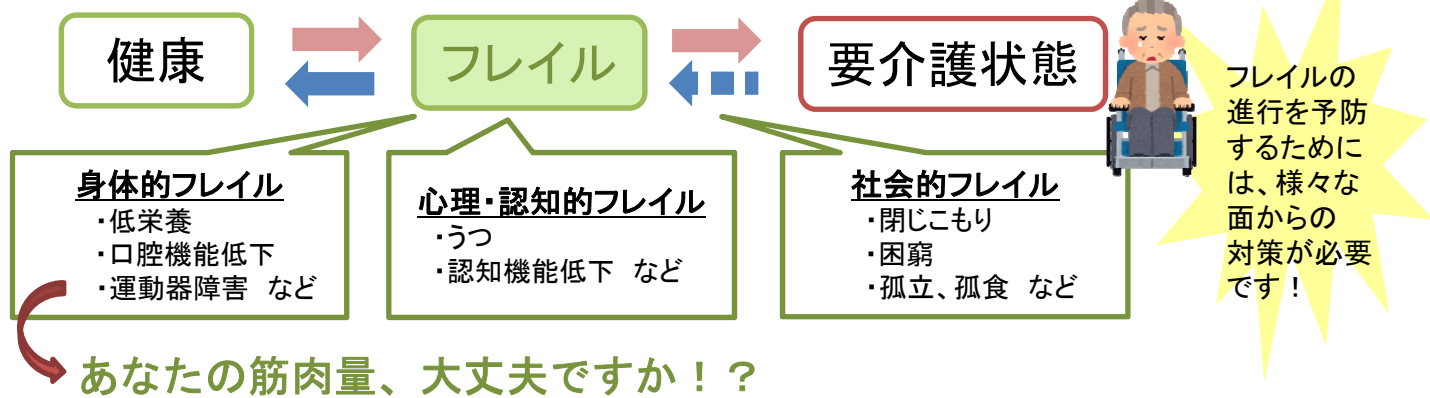 健康
フレイル
要介護状態
フレイルの
進行を予防
するために
は、様々な
面からの
対策が必要
です！
身体的フレイル
・低栄養
・口腔機能低下
・運動器障害　など
心理・認知的フレイル
・うつ
・認知機能低下　など
社会的フレイル
・閉じこもり
・困窮
・孤立、孤食　など
あなたの筋肉量、大丈夫ですか！？